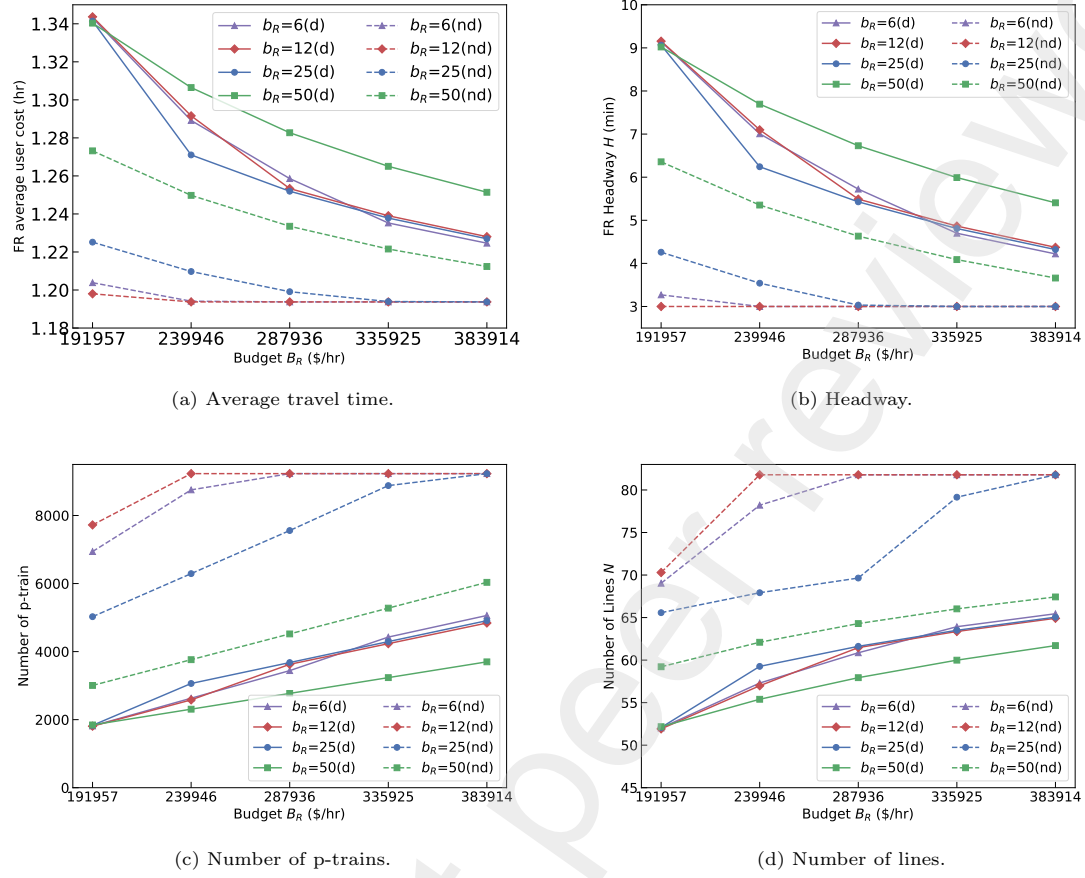 FR average user cost (hr)
1.34
1.32
1.30
1.28
1.26
1.24
1.22
1.20
1.18
b_R=6(d) b_R=6(nd)
b_R=12(d) b_R=12(nd)
b_R=25(d) b_R=25(nd)
b_R=50(d) b_R=50(nd)
191957 239946 287936 335925 383914
Budget B_R ($/hr)
(a) Average travel time.
FR Headway H (min)
10
9
8
7
6
5
4
3
b_R=6(d) b_R=6(nd)
b_R=12(d) b_R=12(nd)
b_R=25(d) b_R=25(nd)
b_R=50(d) b_R=50(nd)
191957 239946 287936 335925 383914
Budget B_R ($/hr)
(b) Headway.
Number of p-train
8000
6000
4000
2000
0
b_R=6(d) b_R=6(nd)
b_R=12(d) b_R=12(nd)
b_R=25(d) b_R=25(nd)
b_R=50(d) b_R=50(nd)
191957 239946 287936 335925 383914
Budget B_R ($/hr)
(c) Number of p-trains.
Number of Lines N
80
75
70
65
60
55
50
45
b_R=6(d) b_R=6(nd)
b_R=12(d) b_R=12(nd)
b_R=25(d) b_R=25(nd)
b_R=50(d) b_R=50(nd)
191957 239946 287936 335925 383914
Budget B_R ($/hr)
(d) Number of lines.
peer review